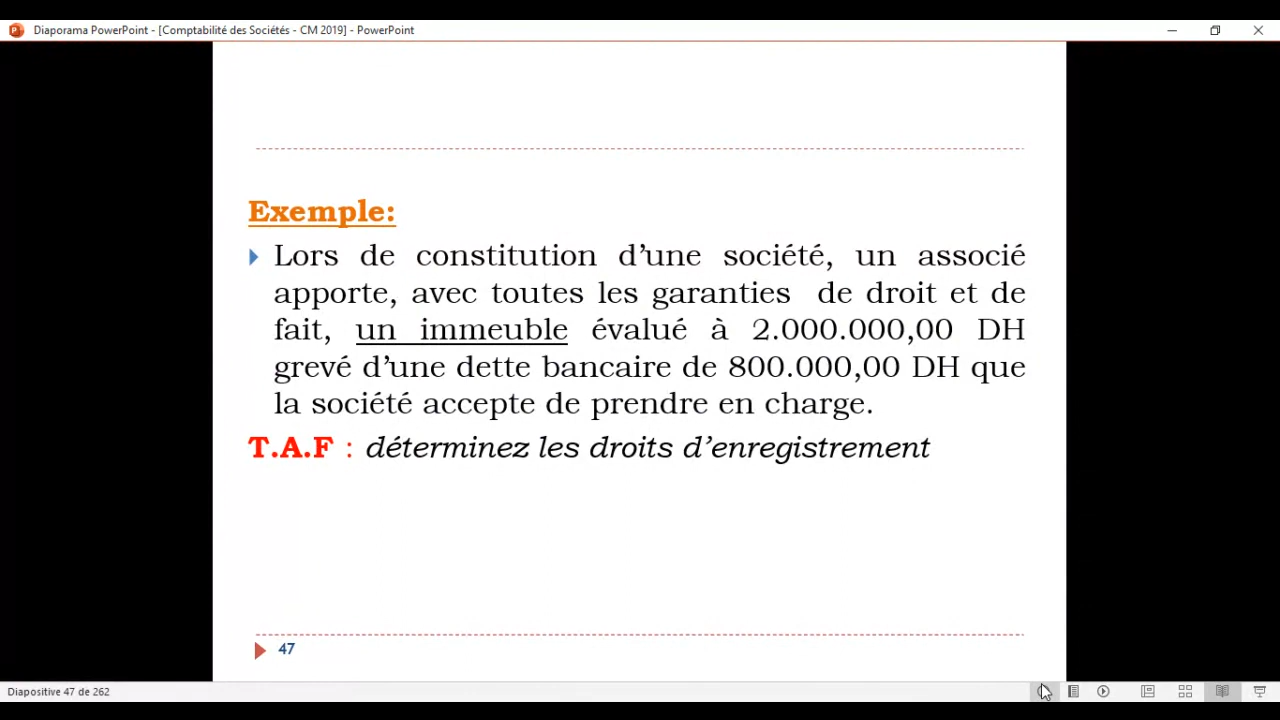 Diaporama PowerPoint - [Comptabilité des Sociétés - CM 2019] - PowerPoint
Exemple:
Lors de constitution d’une société, un associé
apporte, avec toutes les garanties de droit et de
fait, un immeuble évalué à 2.000.000,00 DH
grevé d’une dette bancaire de 800.000,00 DH que
la société accepte de prendre en charge.
T.A.F : déterminez les droits d’enregistrement
47
Diapositive 47 de 262